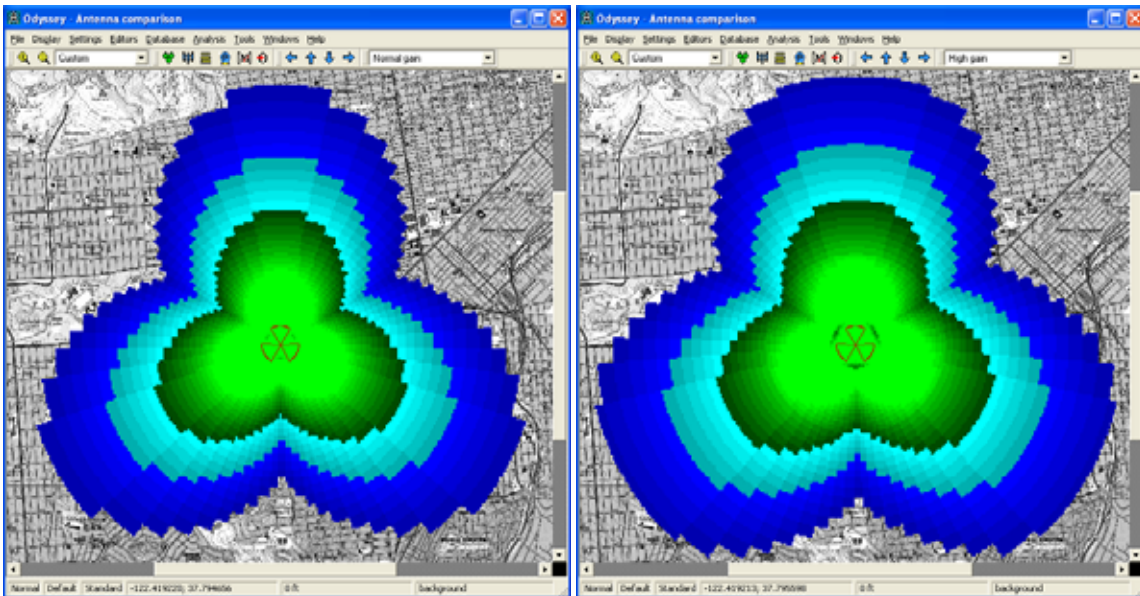 Odyssey - Antenna comparison
File Display Settings Editors Database Analysis Tools Windows Help
Custom Normal gain
Normal Default Standard -122.419220; 37.794656 0 ft background
Odyssey - Antenna comparison
File Display Settings Editors Database Analysis Tools Windows Help
Custom High gain
Normal Default Standard -122.419213; 37.795590 0 ft background